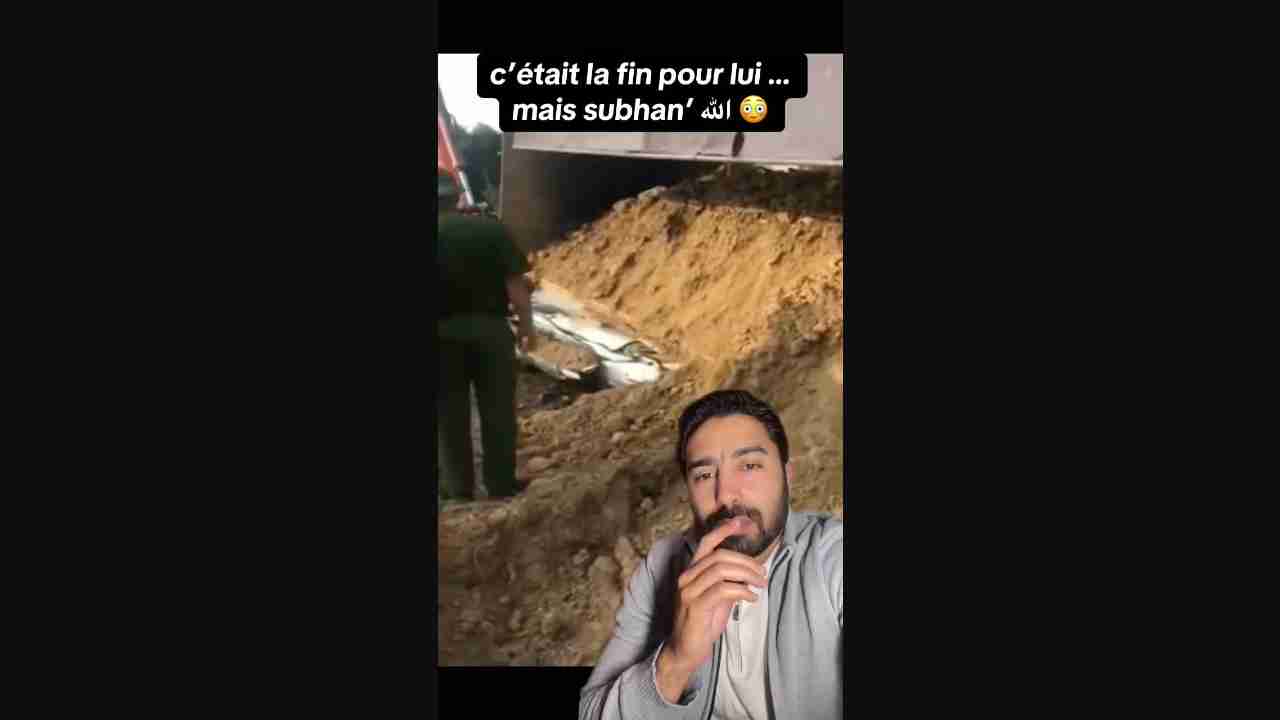 c’était la fin pour lui ...
mais subhan’ الله 😳